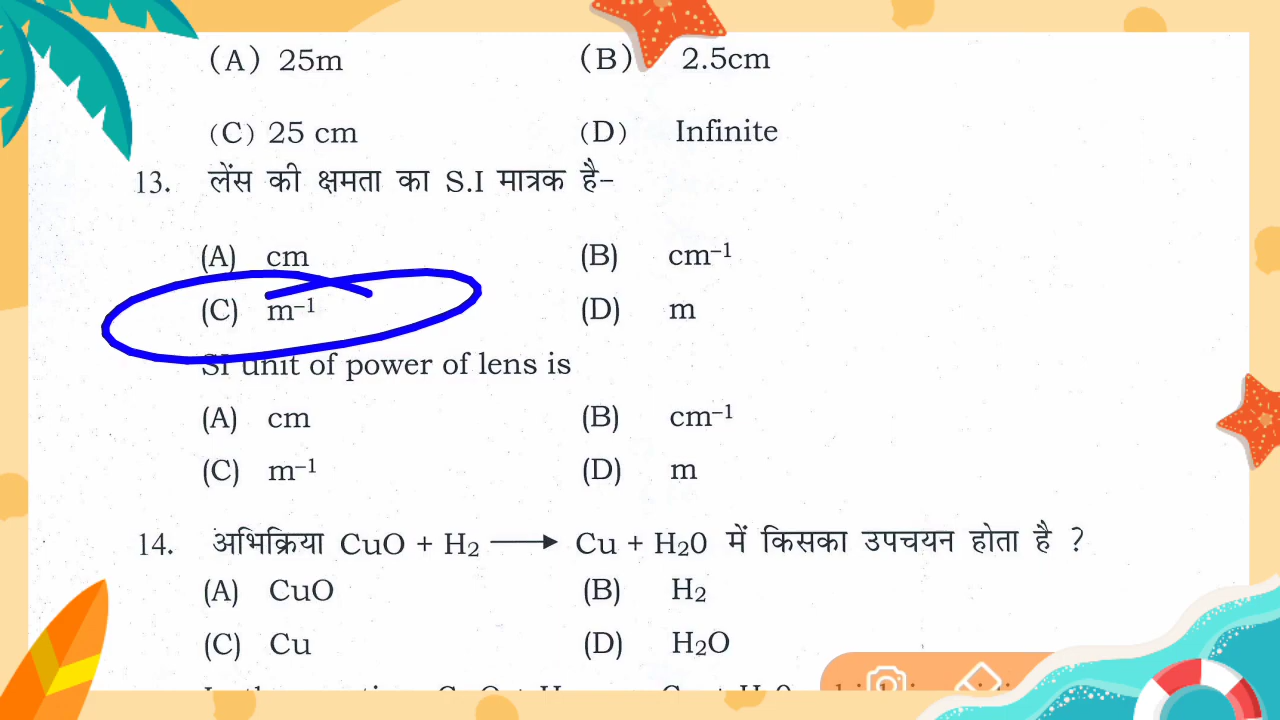 (A) 25m (B) 2.5cm
(C) 25 cm (D) Infinite
13. लेंस की क्षमता का S.I मात्रक है-
(A) cm (B) cm⁻¹
(C) m⁻¹ (D) m
SI unit of power of lens is
(A) cm (B) cm⁻¹
(C) m⁻¹ (D) m
14. अभिक्रिया CuO + H₂ ⟶ Cu + H₂0 में किसका उपचयन होता है ?
(A) CuO (B) H₂
(C) Cu (D) H₂O